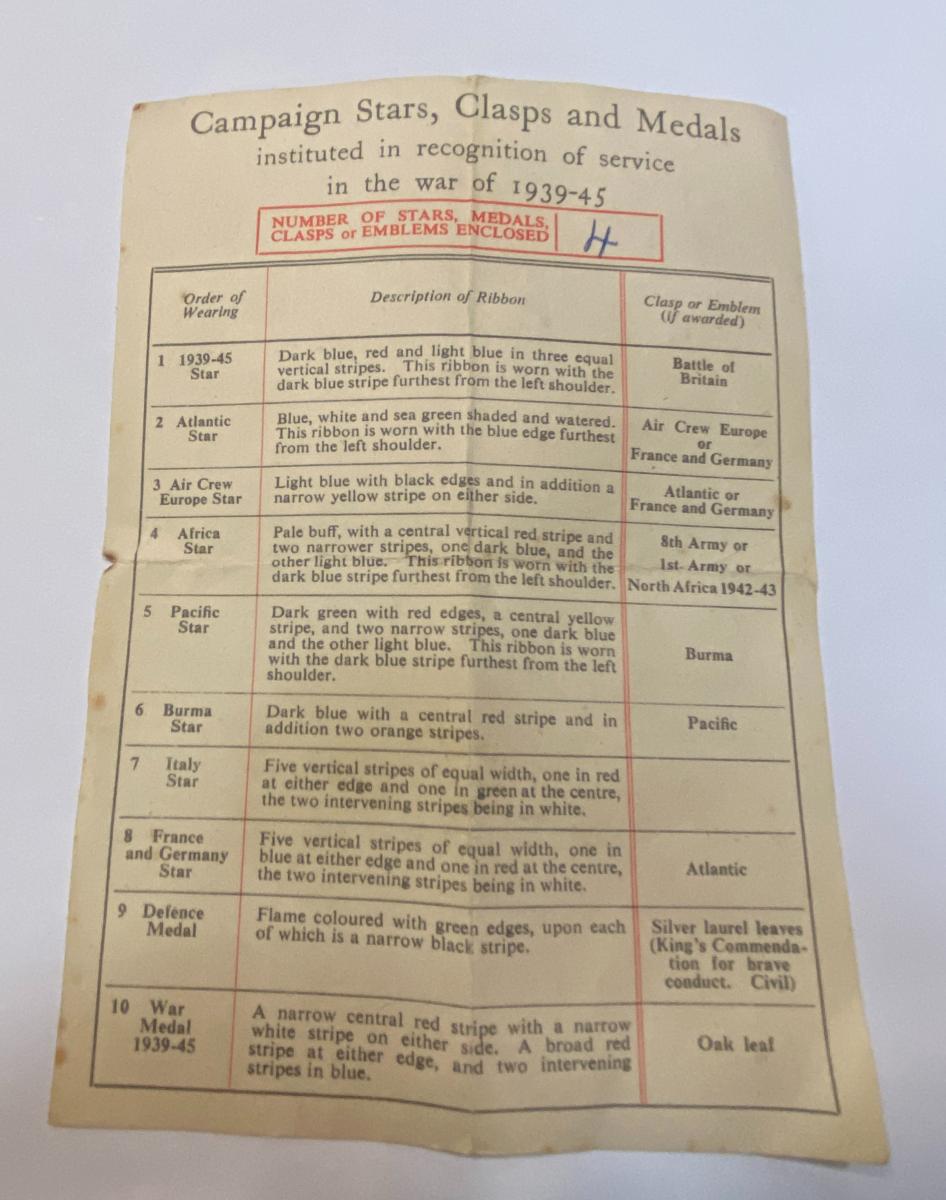 Campaign Stars, Clasps and Medals
instituted in recognition of service
in the war of 1939-45
NUMBER OF STARS, MEDALS,
CLASPS or EMBLEMS ENCLOSED
4
Order of
Wearing
Description of Ribbon
Clasp or Emblem
(if awarded)
1 1939-45
Star
Dark blue, red and light blue in three equal
vertical stripes. This ribbon is worn with the
dark blue stripe furthest from the left shoulder.
Battle of
Britain
2 Atlantic
Star
Blue, white and sea green shaded and watered.
This ribbon is worn with the blue edge furthest
from the left shoulder.
Air Crew Europe
or
France and Germany
3 Air Crew
Europe Star
Light blue with black edges and in addition a
narrow yellow stripe on either side.
Atlantic or
France and Germany
4 Africa
Star
Pale buff, with a central vertical red stripe and
two narrower stripes, one dark blue, and the
other light blue. This ribbon is worn with the
dark blue stripe furthest from the left shoulder.
8th Army or
1st Army or
North Africa 1942-43
5 Pacific
Star
Dark green with red edges, a central yellow
stripe, and two narrow stripes, one dark blue
and the other light blue. This ribbon is worn
with the dark blue stripe furthest from the left
shoulder.
Burma
6 Burma
Star
Dark blue with a central red stripe and in
addition two orange stripes.
Pacific
7 Italy
Star
Five vertical stripes of equal width, one in red
at either edge and one in green at the centre,
the two intervening stripes being in white.
8 France
and Germany
Star
Five vertical stripes of equal width, one in
blue at either edge and one in red at the centre,
the two intervening stripes being in white.
Atlantic
9 Defence
Medal
Flame coloured with green edges, upon each
of which is a narrow black stripe.
Silver laurel leaves
(King's Commenda-
tion for brave
conduct. Civil)
10 War
Medal
1939-45
A narrow central red stripe with a narrow
white stripe on either side. A broad red
stripe at either edge, and two intervening
stripes in blue.
Oak leaf